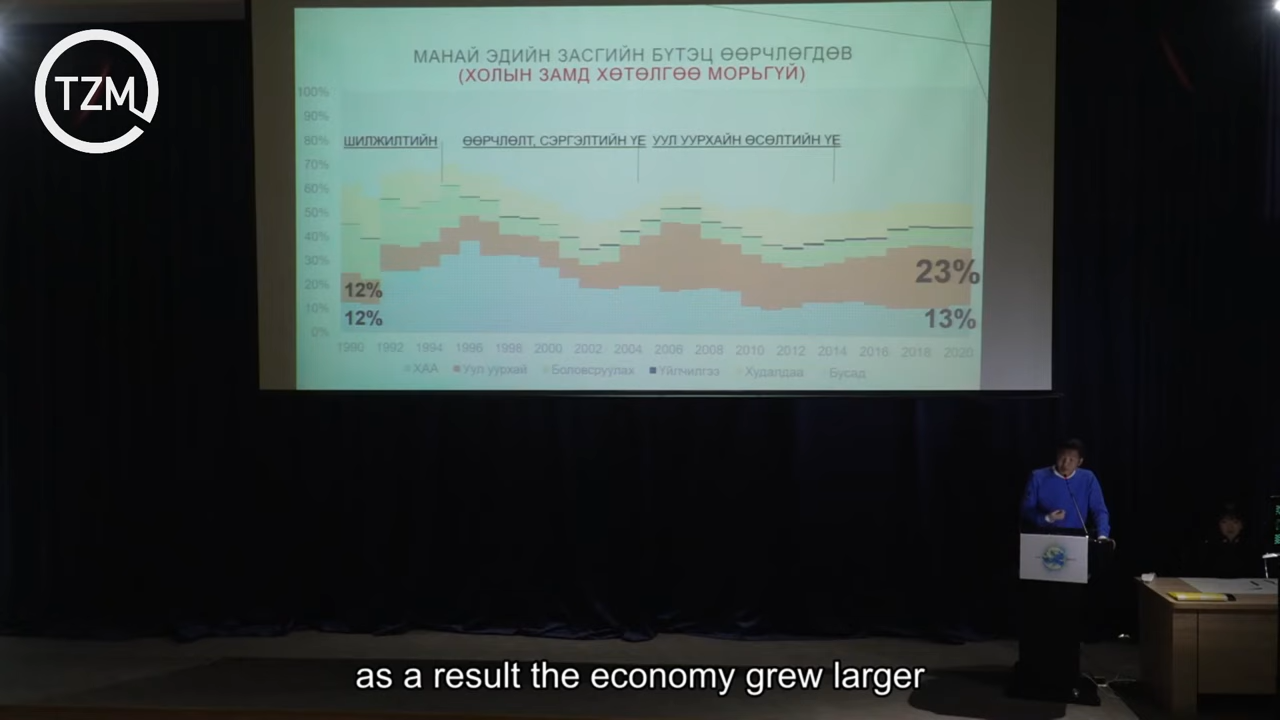 TZM
МАНАЙ ЭДИЙН ЗАСГИЙН БҮТЭЦ ӨӨРЧЛӨГДӨВ
(ХОЛЫН ЗАМД ХӨТӨЛГӨӨ МОРЬГҮЙ)
100%
90%
80%
70%
60%
50%
40%
30%
20%
10%
0%
ШИЛЖИЛТИЙН ӨӨРЧЛӨЛТ, СЭРГЭЛТИЙН ҮЕ УУЛ УУРХАЙН ӨСӨЛТИЙН ҮЕ
12%
12%
23%
13%
1990 1992 1994 1996 1998 2000 2002 2004 2006 2008 2010 2012 2014 2016 2018 2020
ХАА Уул уурхай Боловсруулах Үйлчилгээ Худалдаа Бусад
as a result the economy grew larger